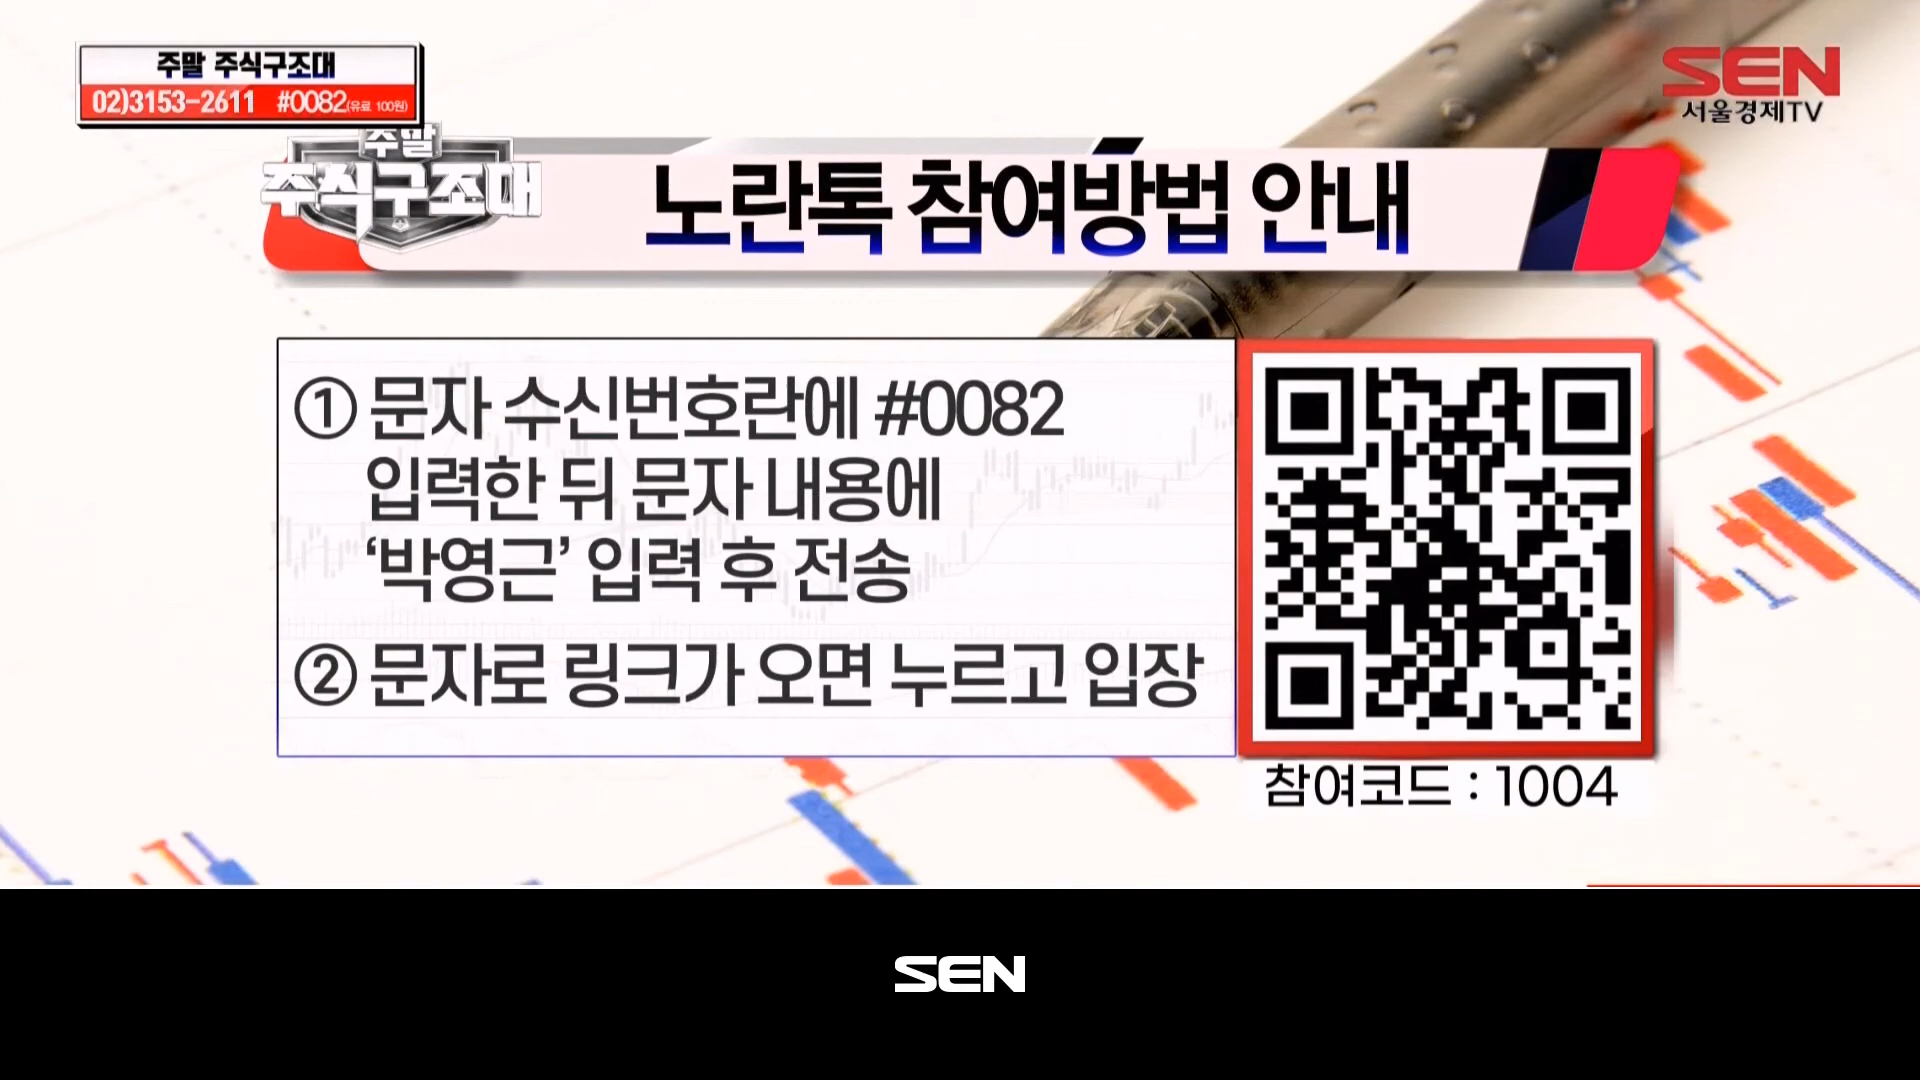 주말 주식구조대
02)3153-2611 #0082(유료 100원)
SEN
서울경제TV
주말
주식구조대
노란톡 참여방법 안내
① 문자 수신번호란에 #0082
입력한 뒤 문자 내용에
‘박영근’ 입력 후 전송
② 문자로 링크가 오면 누르고 입장
참여코드 : 1004
SEN